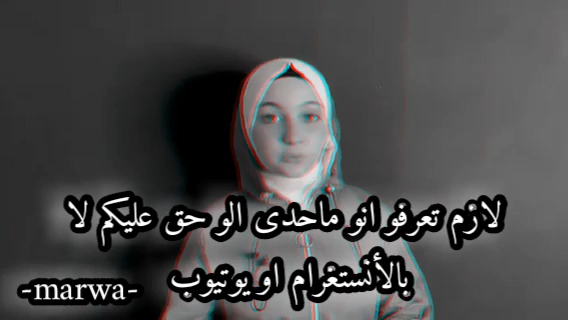 لازم تعرفو انو ماحدى الو حق عليكم لا
بالأنستغرام او يوتيوب
-marwa-